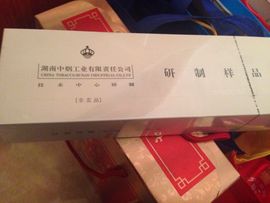 湖南中烟工业有限责任公司
CHINA TOBACCO HUNAN INDUSTRIAL CO.,LTD
技术中心研制
[非卖品]
研制样品